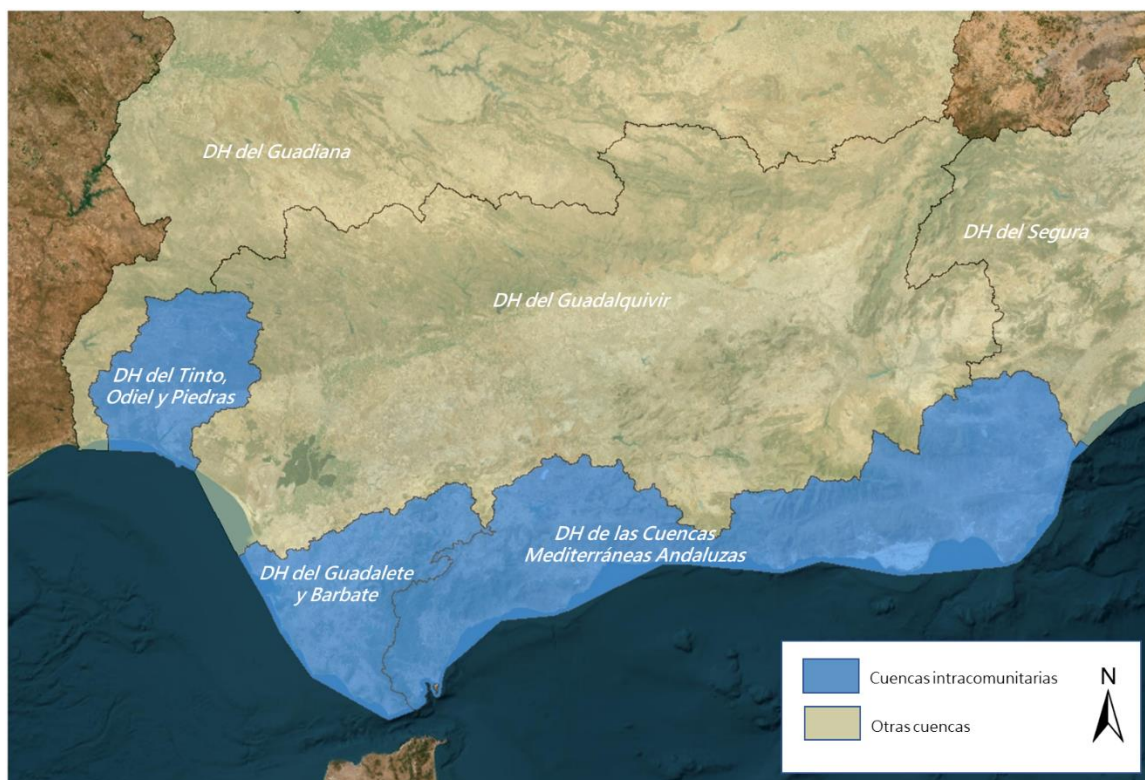 DH del Guadiana
DH del Segura
DH del Guadalquivir
DH del Tinto,
Odiel y Piedras
DH de las Cuencas
Mediterráneas Andaluzas
DH del Guadalete
y Barbate
Cuencas intracomunitarias
Otras cuencas
N